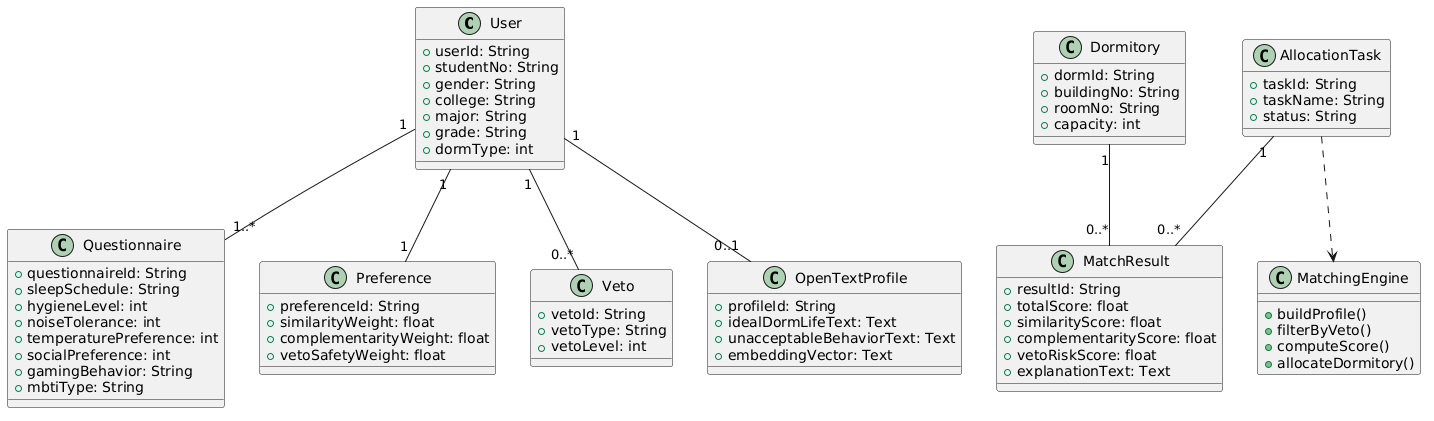 C User
+userId: String
+studentNo: String
+gender: String
+college: String
+major: String
+grade: String
+dormType: int
C Dormitory
+dormId: String
+buildingNo: String
+roomNo: String
+capacity: int
C AllocationTask
+taskId: String
+taskName: String
+status: String
1
1
1
1
1
1
1..*
1
0..*
0..1
0..*
0..*
C Questionnaire
+questionnaireId: String
+sleepSchedule: String
+hygieneLevel: int
+noiseTolerance: int
+temperaturePreference: int
+socialPreference: int
+gamingBehavior: String
+mbtiType: String
C Preference
+preferenceId: String
+similarityWeight: float
+complementarityWeight: float
+vetoSafetyWeight: float
C Veto
+vetoId: String
+vetoType: String
+vetoLevel: int
C OpenTextProfile
+profileId: String
+idealDormLifeText: Text
+unacceptableBehaviorText: Text
+embeddingVector: Text
C MatchResult
+resultId: String
+totalScore: float
+similarityScore: float
+complementarityScore: float
+vetoRiskScore: float
+explanationText: Text
C MatchingEngine
+buildProfile()
+filterByVeto()
+computeScore()
+allocateDormitory()